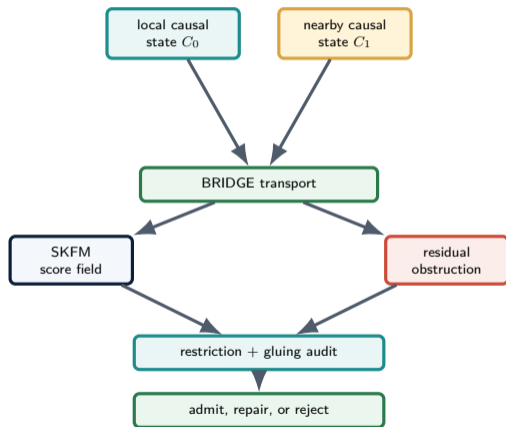 local causal
state C₀
nearby causal
state C₁
BRIDGE transport
SKFM
score field
residual
obstruction
restriction + gluing audit
admit, repair, or reject